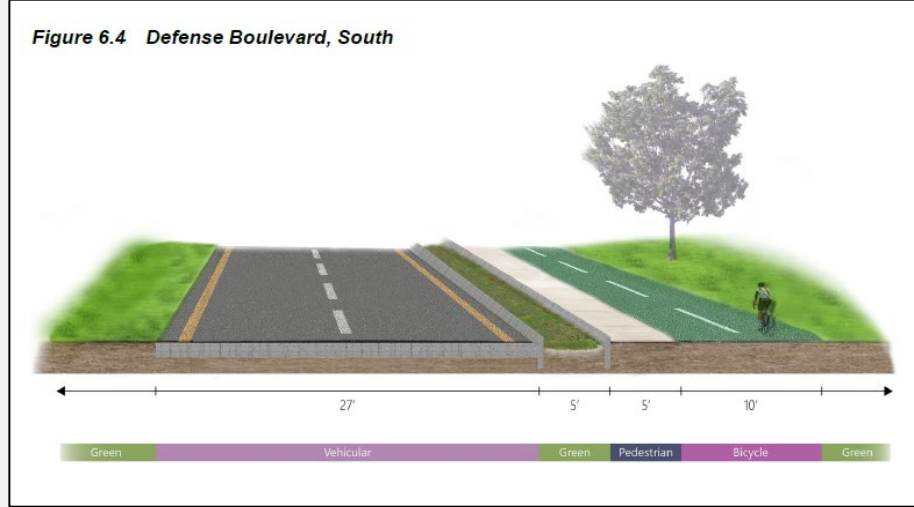 Figure 6.4 Defense Boulevard, South
27' 5' 5' 10'
Green Vehicular Green Pedestrian Bicycle Green